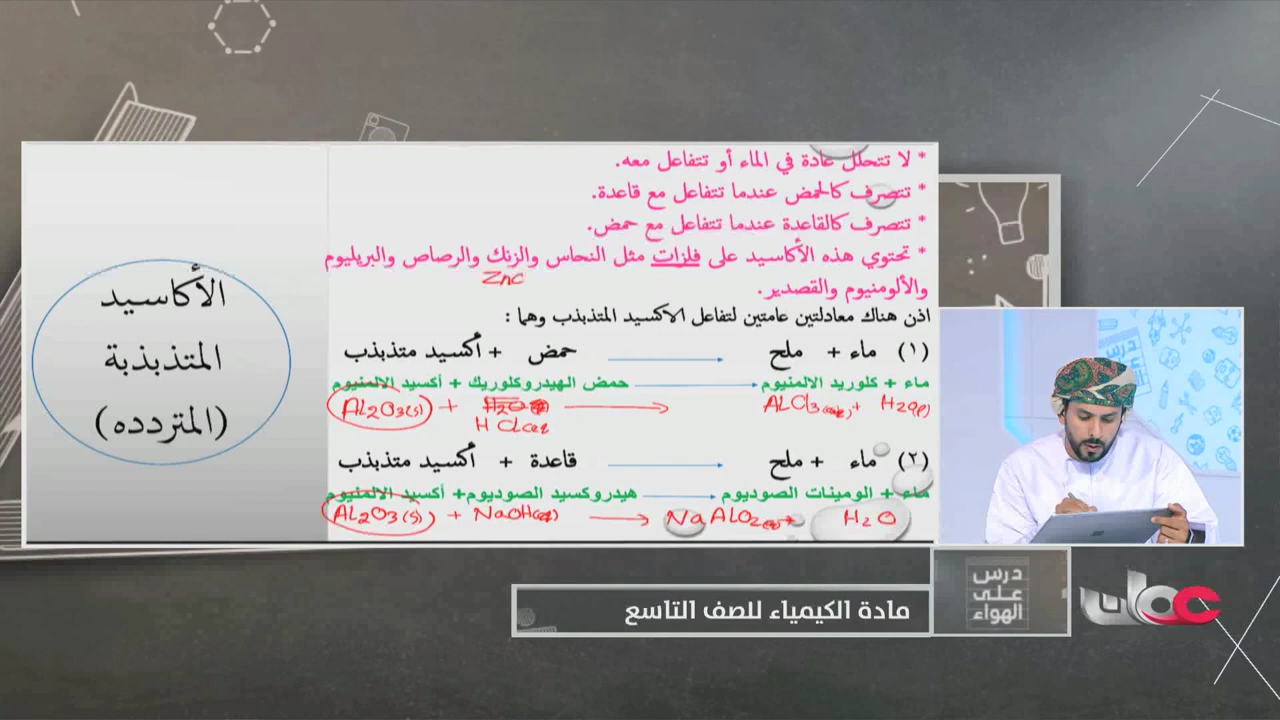 * لا تتحلل عادة في الماء أو تتفاعل معه.
* تتصرف كالحمض عندما تتفاعل مع قاعدة.
* تتصرف كالقاعدة عندما تتفاعل مع حمض.
* تحتوي هذه الأكاسيد على فلزات مثل النحاس والزنك والرصاص والبريليوم
Znc
والألومنيوم والقصدير.
اذن هناك معادلتين عامتين لتفاعل الاكسيد المتذبذب وهما :
(١) ماء + ملح ⟶ حمض + أكسيد متذبذب
ماء + كلوريد الالمنيوم ⟶ حمض الهيدروكلوريك + أكسيد الالمنيوم
Al2O3(s) + ⟶ AlCl3(aq) + H2O(l)
HCl(aq)
(٢) ماء + ملح ⟶ قاعدة + أكسيد متذبذب
ماء + الومينات الصوديوم ⟶ هيدروكسيد الصوديوم+ أكسيد الالمنيوم
Al2O3(s) + NaOH(aq) ⟶ NaAlO2(aq)+ H2O
الأكاسيد
المتذبذبة
(المتردده)
درس
على
الهواء
مادة الكيمياء للصف التاسع
عمان